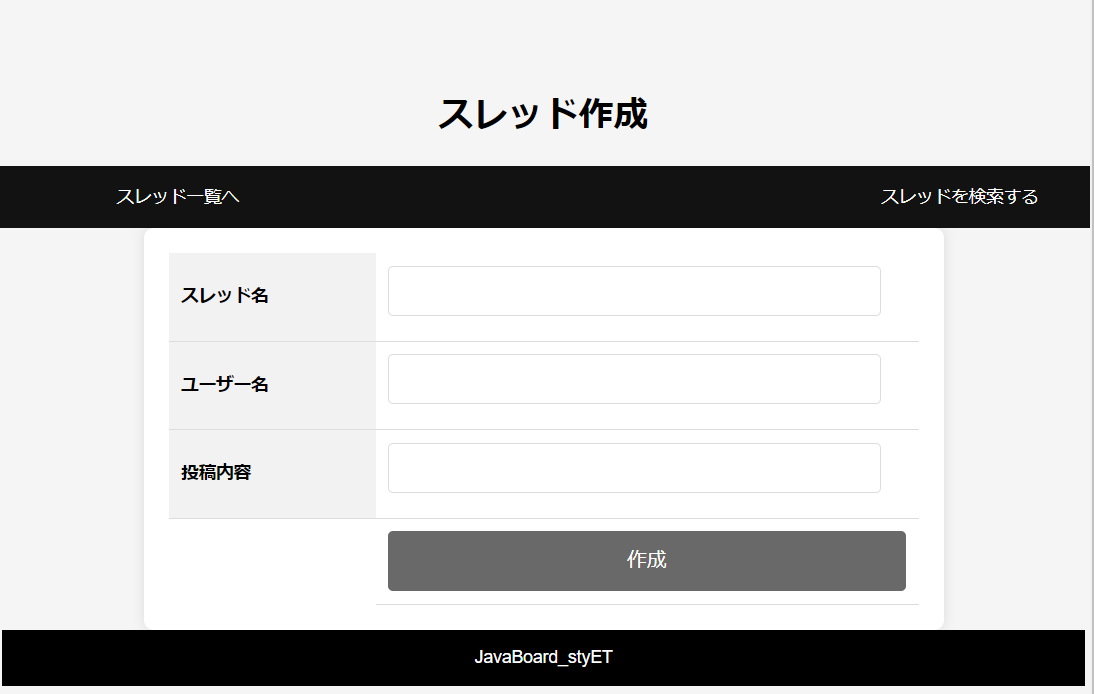 スレッド作成
スレッド一覧へ スレッドを検索する
スレッド名
ユーザー名
投稿内容
作成
JavaBoard_styET